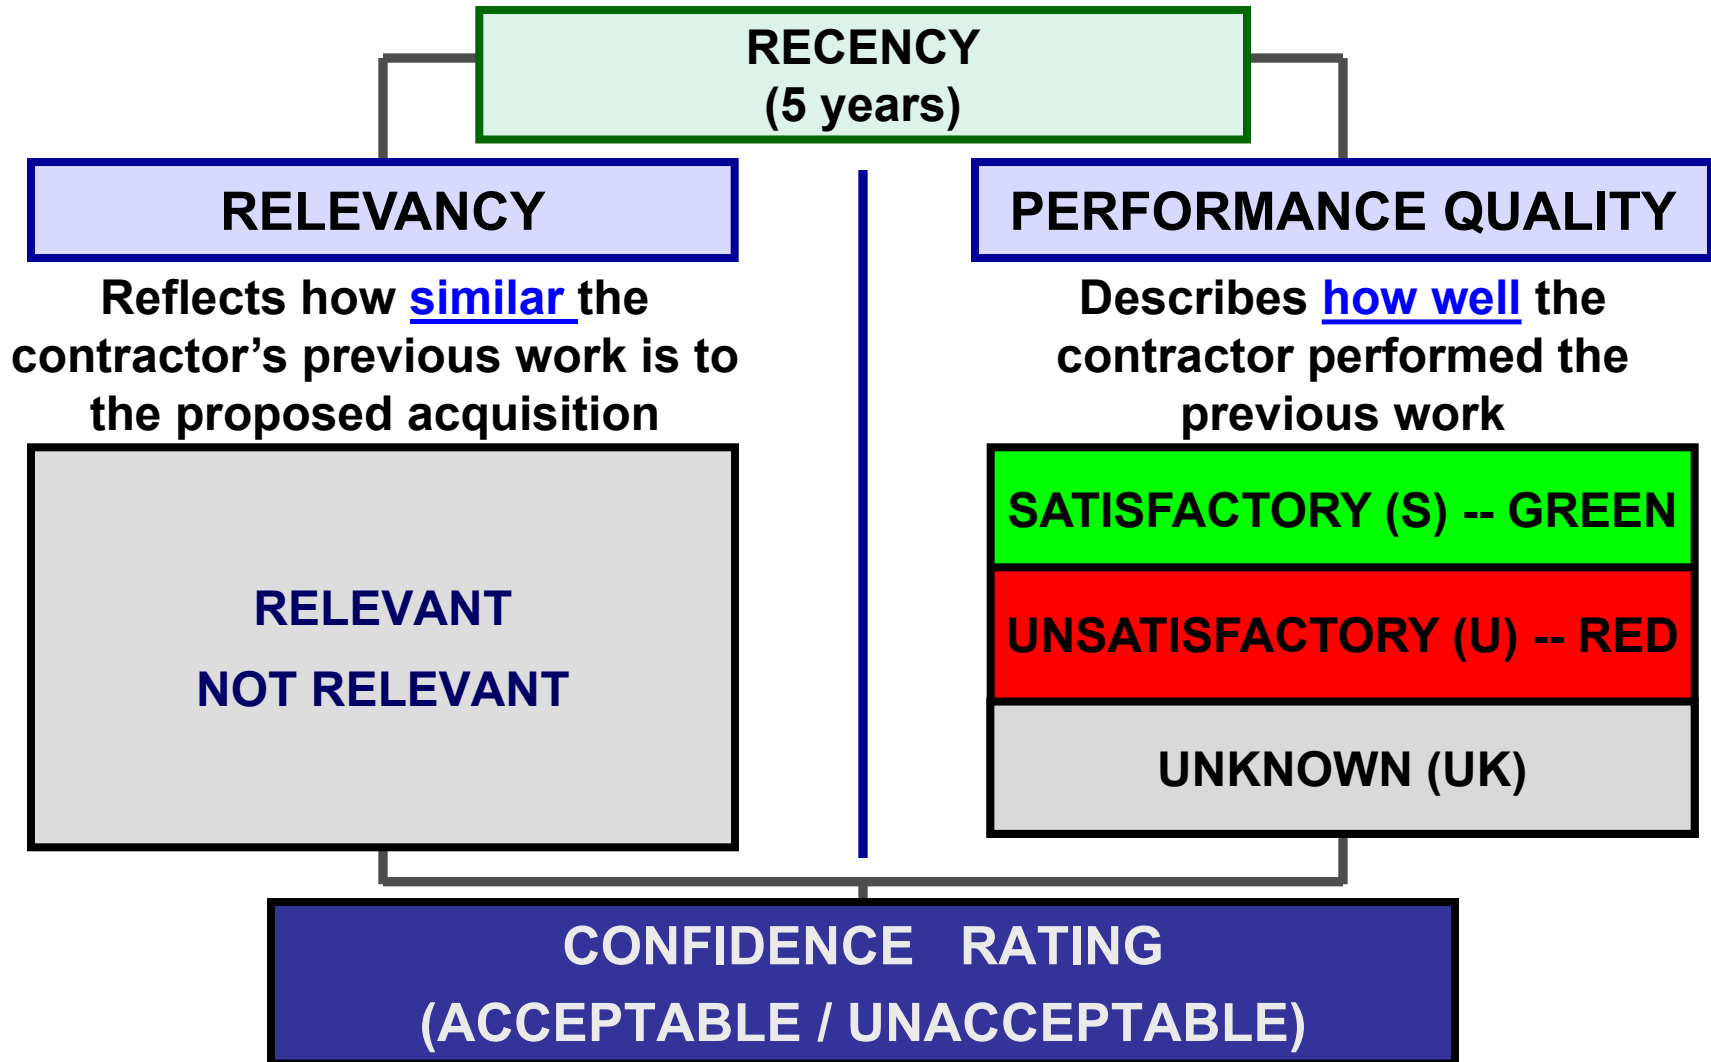 RECENCY
(5 years)
RELEVANCY
Reflects how similar the
contractor’s previous work is to
the proposed acquisition
RELEVANT
NOT RELEVANT
PERFORMANCE QUALITY
Describes how well the
contractor performed the
previous work
SATISFACTORY (S) -- GREEN
UNSATISFACTORY (U) -- RED
UNKNOWN (UK)
CONFIDENCE RATING
(ACCEPTABLE / UNACCEPTABLE)